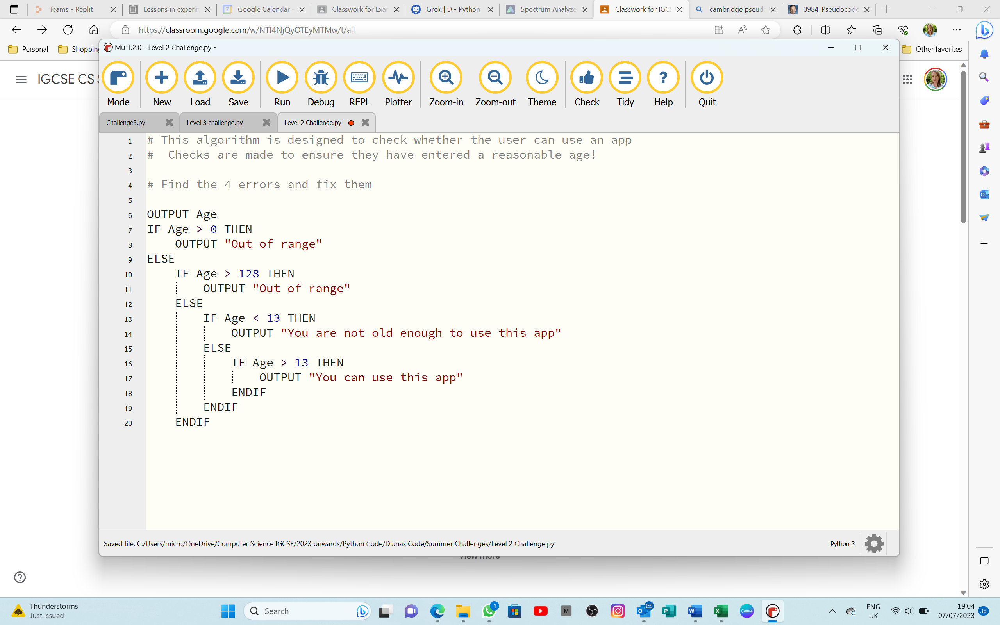 Teams - Replit
Lessons in experin
Google Calendar -
Classwork for Exar
Grok | D - Python
Spectrum Analyze
Classwork for IGCS
cambridge pseudo
0984_Pseudocode
https://classroom.google.com/w/NTI4NjQyOTEyMTMw/t/all
Personal
Shopping
Other favorites
Mu 1.2.0 - Level 2 Challenge.py •
IGCSE CS S
Mode
New
Load
Save
Run
Debug
REPL
Plotter
Zoom-in
Zoom-out
Theme
Check
Tidy
Help
Quit
Challenge3.py
Level 3 challenge.py
Level 2 Challenge.py
1 # This algorithm is designed to check whether the user can use an app
2 #  Checks are made to ensure they have entered a reasonable age!
3
4 # Find the 4 errors and fix them
5
6 OUTPUT Age
7 IF Age > 0 THEN
8     OUTPUT "Out of range"
9 ELSE
10     IF Age > 128 THEN
11         OUTPUT "Out of range"
12     ELSE
13         IF Age < 13 THEN
14             OUTPUT "You are not old enough to use this app"
15         ELSE
16             IF Age > 13 THEN
17                 OUTPUT "You can use this app"
18             ENDIF
19         ENDIF
20     ENDIF
Saved file: C:/Users/micro/OneDrive/Computer Science IGCSE/2023 onwards/Python Code/Dianas Code/Summer Challenges/Level 2 Challenge.py
Python 3
View more
Thunderstorms
Just issued
Search
1
M
Canva
ENG
UK
19:04
07/07/2023
38